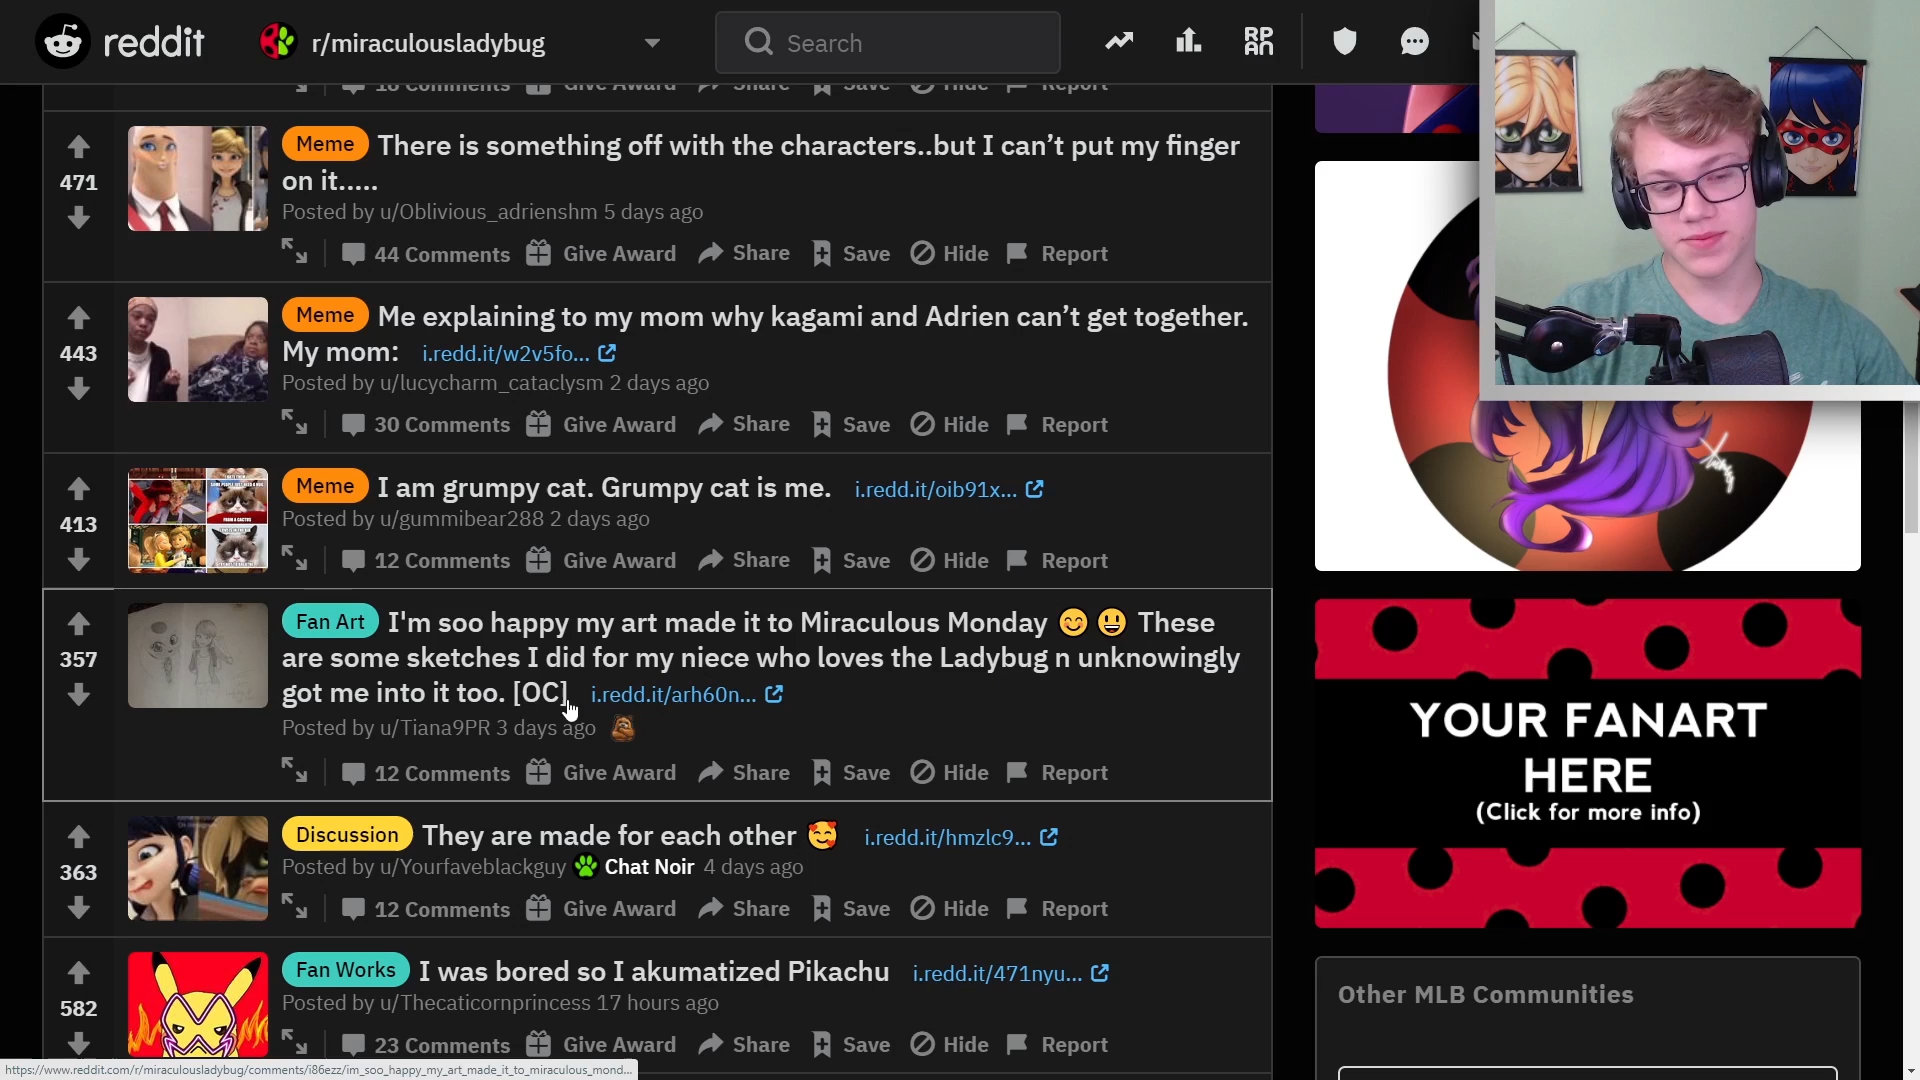 reddit
r/miraculousladybug
Search
RPAN
16 Comments Give Award Share Save Hide Report
471
Meme There is something off with the characters..but I can’t put my finger
on it.....
Posted by u/Oblivious_adrienshm 5 days ago
44 Comments Give Award Share Save Hide Report
443
Meme Me explaining to my mom why kagami and Adrien can’t get together.
My mom: i.redd.it/w2v5fo...
Posted by u/lucycharm_cataclysm 2 days ago
30 Comments Give Award Share Save Hide Report
413
Meme I am grumpy cat. Grumpy cat is me. i.redd.it/oib91x...
Posted by u/gummibear288 2 days ago
12 Comments Give Award Share Save Hide Report
357
Fan Art I'm soo happy my art made it to Miraculous Monday 😊 😃 These
are some sketches I did for my niece who loves the Ladybug n unknowingly
got me into it too. [OC] i.redd.it/arh60n...
Posted by u/Tiana9PR 3 days ago
12 Comments Give Award Share Save Hide Report
363
Discussion They are made for each other 🥰 i.redd.it/hmzlc9...
Posted by u/Yourfaveblackguy Chat Noir 4 days ago
12 Comments Give Award Share Save Hide Report
582
Fan Works I was bored so I akumatized Pikachu i.redd.it/471nyu...
Posted by u/Thecaticornprincess 17 hours ago
23 Comments Give Award Share Save Hide Report
https://www.reddit.com/r/miraculousladybug/comments/i86ezz/im_soo_happy_my_art_made_it_to_miraculous_mond...
YOUR FANART
HERE
(Click for more info)
Other MLB Communities